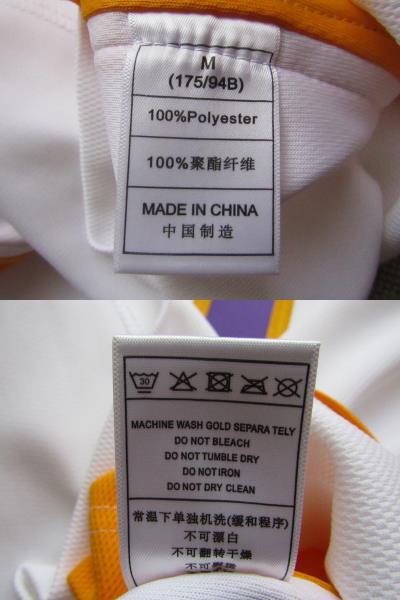 M
(175/94B)
100%Polyester
100%聚酯纤维
MADE IN CHINA
中国制造
30
MACHINE WASH GOLD SEPARA TELY
DO NOT BLEACH
DO NOT TUMBLE DRY
DO NOT IRON
DO NOT DRY CLEAN
常温下单独机洗(缓和程序)
不可漂白
不可翻转干燥
不可